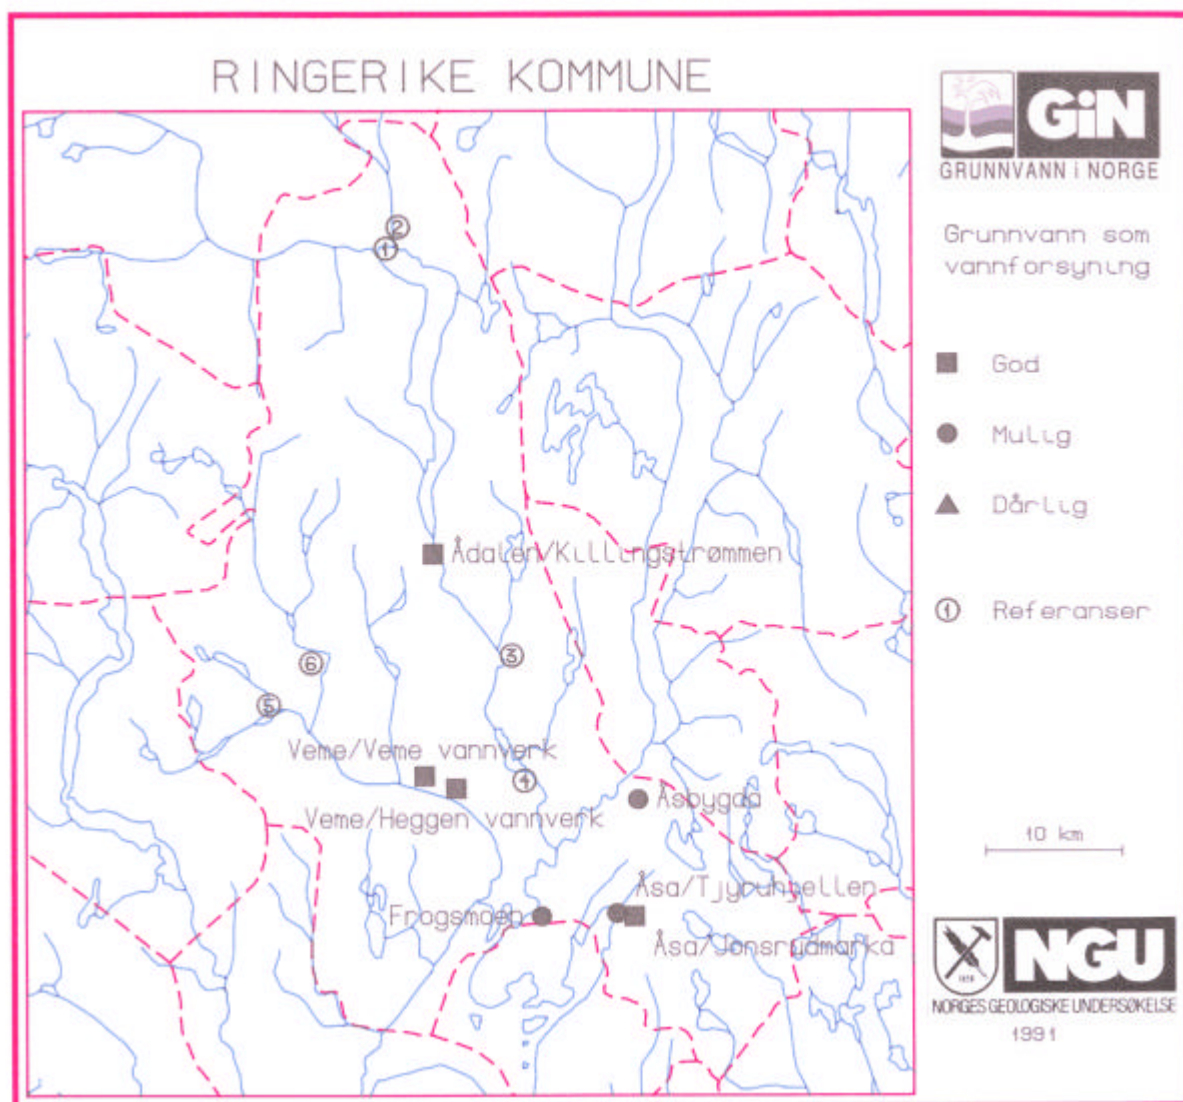 RINGERIKE KOMMUNE
GiN
GRUNNVANN i NORGE
Grunnvann som
vannforsyning
God
Mulig
Dårlig
1 Referanser
2
1
Ådalen/Killingstrømmen
3
6
5
Veme/Veme vannverk
4
Veme/Heggen vannverk
Åsbygda
10 km
Åsa/Tjyruhjellen
Frogsmoen
Åsa/Jonsrudmarka
NGU
NORGES GEOLOGISKE UNDERSØKELSE
1991